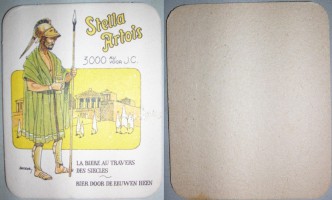 Stella
Artois
3000 AV
VOOR J.C.
LA BIERE AU TRAVERS
DES SIECLES
BIER DOOR DE EEUWEN HEEN